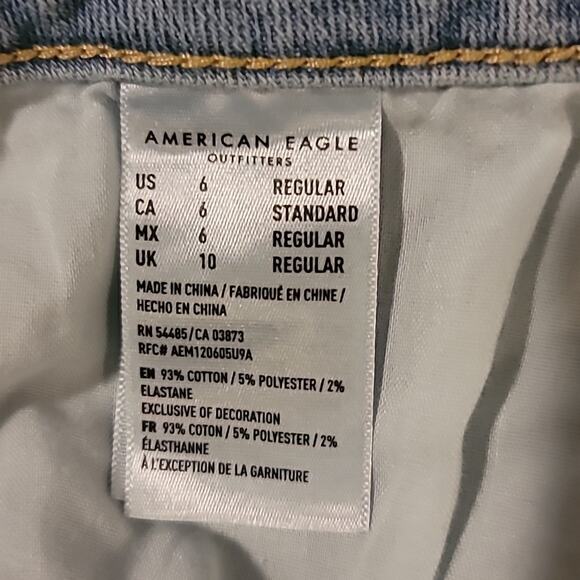 AMERICAN EAGLE
OUTFITTERS
US 6 REGULAR
CA 6 STANDARD
MX 6 REGULAR
UK 10 REGULAR
MADE IN CHINA / FABRIQUÉ EN CHINE /
HECHO EN CHINA
RN 54485/CA 03873
RFC# AEM120605U9A
EN 93% COTTON / 5% POLYESTER / 2%
ELASTANE
EXCLUSIVE OF DECORATION
FR 93% COTON / 5% POLYESTER / 2%
ÉLASTHANNE
À L'EXCEPTION DE LA GARNITURE